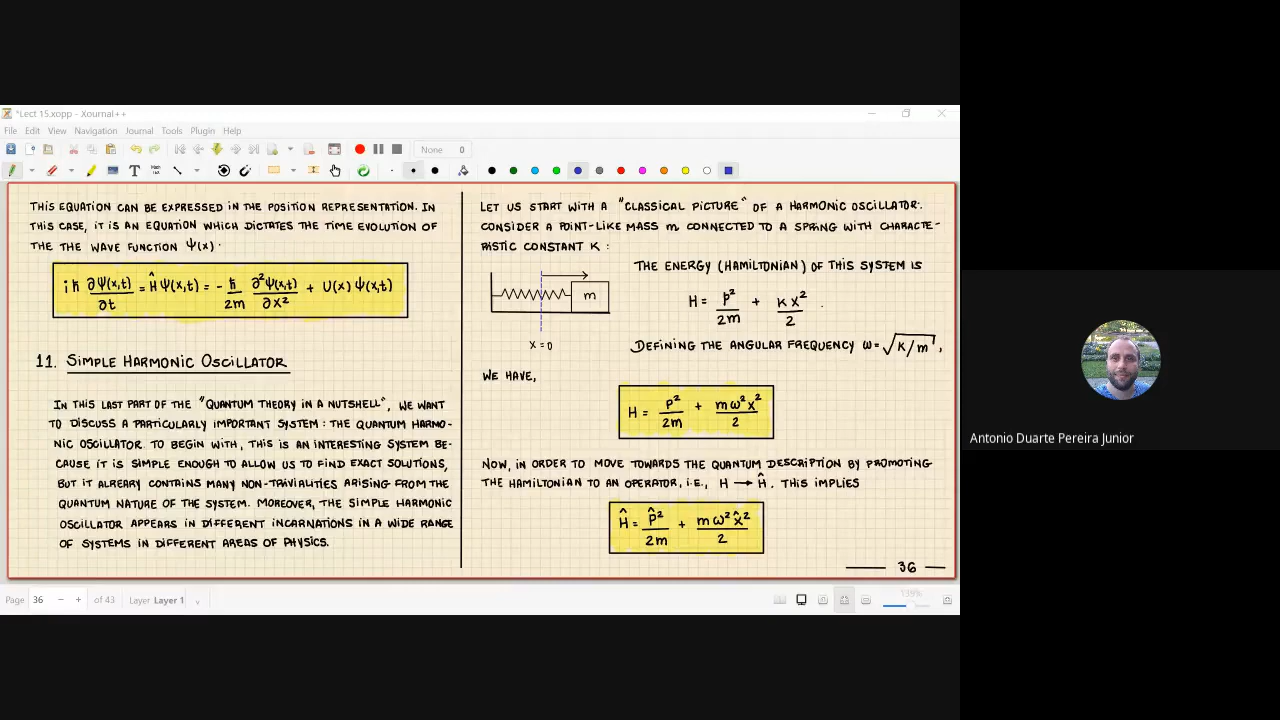 *Lect 15.xopp - Xournal++
File Edit View Navigation Journal Tools Plugin Help
None 0
THIS EQUATION CAN BE EXPRESSED IN THE POSITION REPRESENTATION. IN
THIS CASE, IT IS AN EQUATION WHICH DICTATES THE TIME EVOLUTION OF
THE THE WAVE FUNCTION Ψ(x).
iħ ∂Ψ(x,t)/∂t = Ĥ Ψ(x,t) = - ħ/2m ∂²Ψ(x,t)/∂x² + U(x) Ψ(x,t)
11. SIMPLE HARMONIC OSCILLATOR
IN THIS LAST PART OF THE "QUANTUM THEORY IN A NUTSHELL", WE WANT
TO DISCUSS A PARTICULARLY IMPORTANT SYSTEM: THE QUANTUM HARMO-
NIC OSCILLATOR. TO BEGIN WITH, THIS IS AN INTERESTING SYSTEM BE-
CAUSE IT IS SIMPLE ENOUGH TO ALLOW US TO FIND EXACT SOLUTIONS,
BUT IT ALREADY CONTAINS MANY NON-TRIVIALITIES ARISING FROM THE
QUANTUM NATURE OF THE SYSTEM. MOREOVER, THE SIMPLE HARMONIC
OSCILLATOR APPEARS IN DIFFERENT INCARNATIONS IN A WIDE RANGE
OF SYSTEMS IN DIFFERENT AREAS OF PHYSICS.
LET US START WITH A "CLASSICAL PICTURE" OF A HARMONIC OSCILLATOR.
CONSIDER A POINT-LIKE MASS m CONNECTED TO A SPRING WITH CHARACTE-
RISTIC CONSTANT K:
m
x = 0
THE ENERGY (HAMILTONIAN) OF THIS SYSTEM IS
H = p²/2m + Kx²/2
DEFINING THE ANGULAR FREQUENCY ω = √K/m,
WE HAVE,
H = p²/2m + mω²x²/2
NOW, IN ORDER TO MOVE TOWARDS THE QUANTUM DESCRIPTION BY PROMOTING
THE HAMILTONIAN TO AN OPERATOR, I.E., H → Ĥ. THIS IMPLIES
Ĥ = p̂²/2m + mω²x̂²/2
36
Page 36 - + of 43 Layer Layer 1
139%
Antonio Duarte Pereira Junior